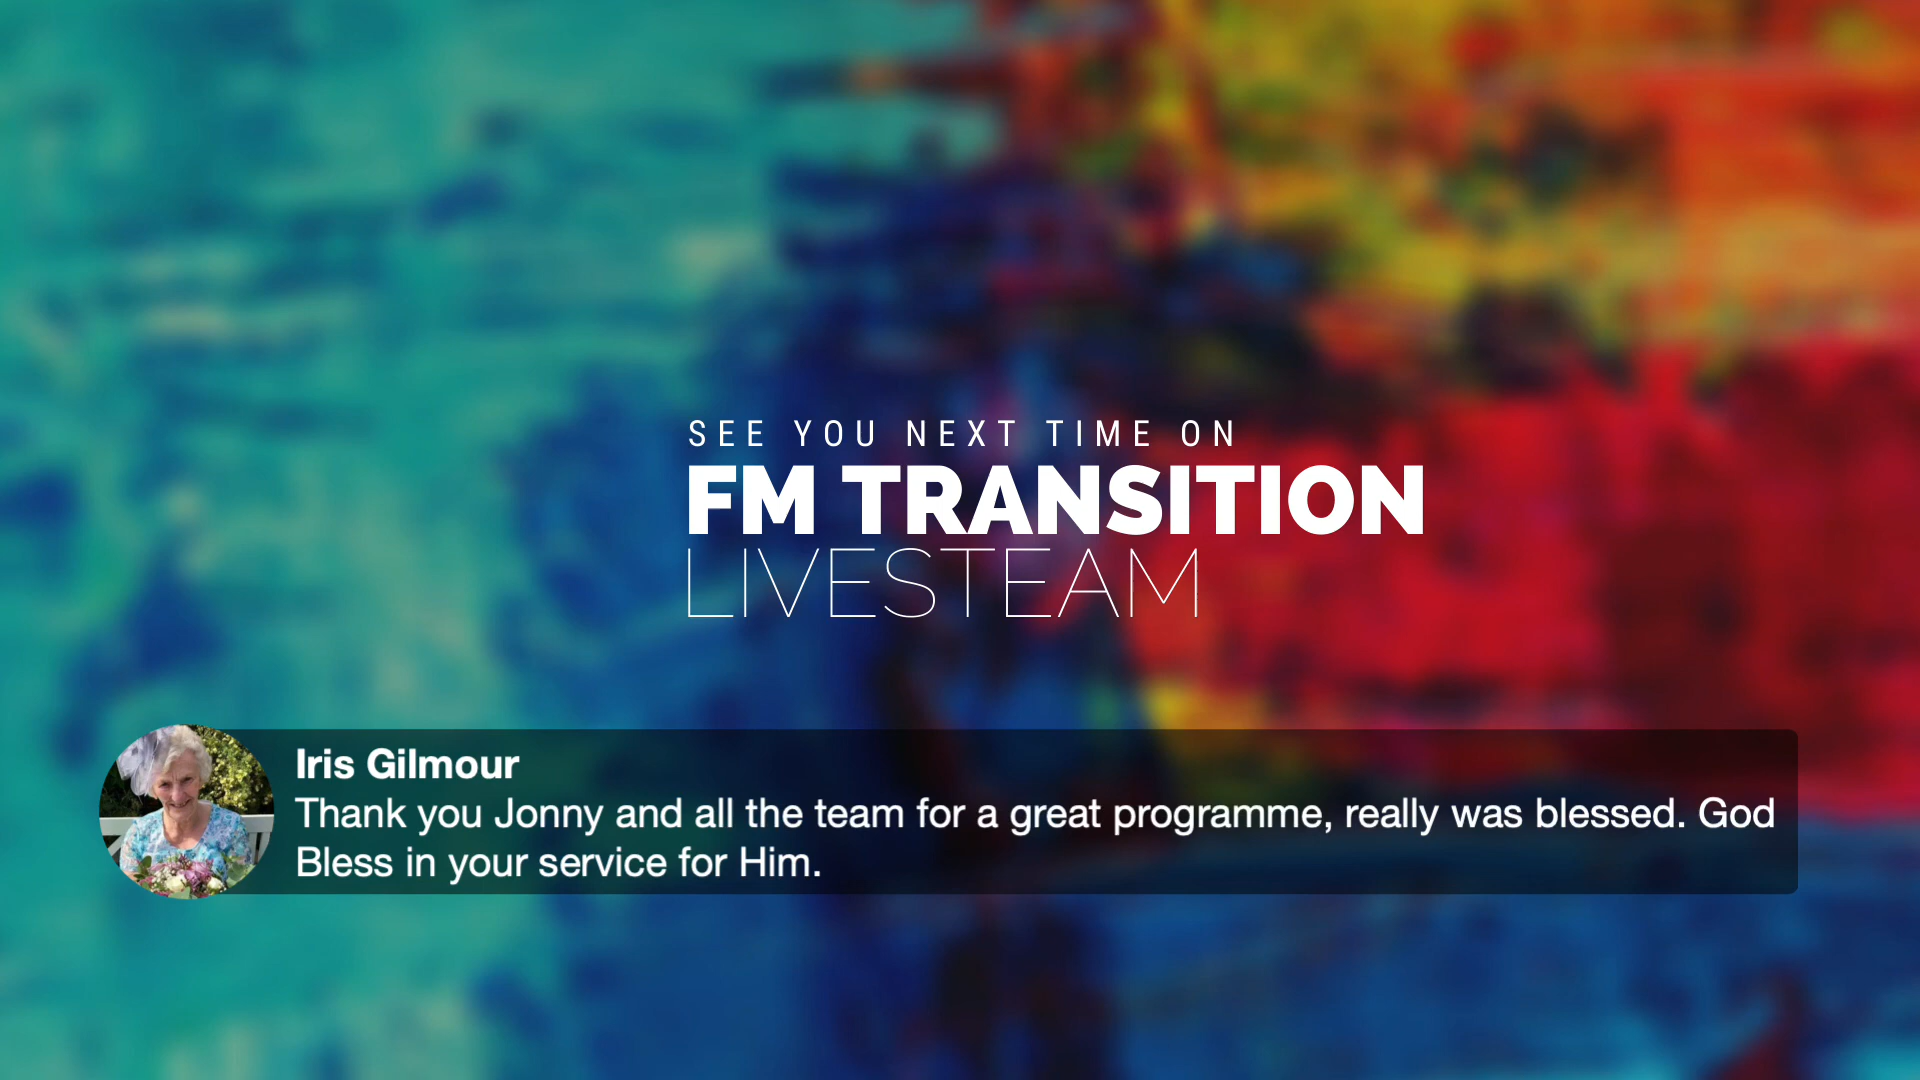 SEE YOU NEXT TIME ON
FM TRANSITION
LIVESTEAM
Iris Gilmour
Thank you Jonny and all the team for a great programme, really was blessed. God
Bless in your service for Him.